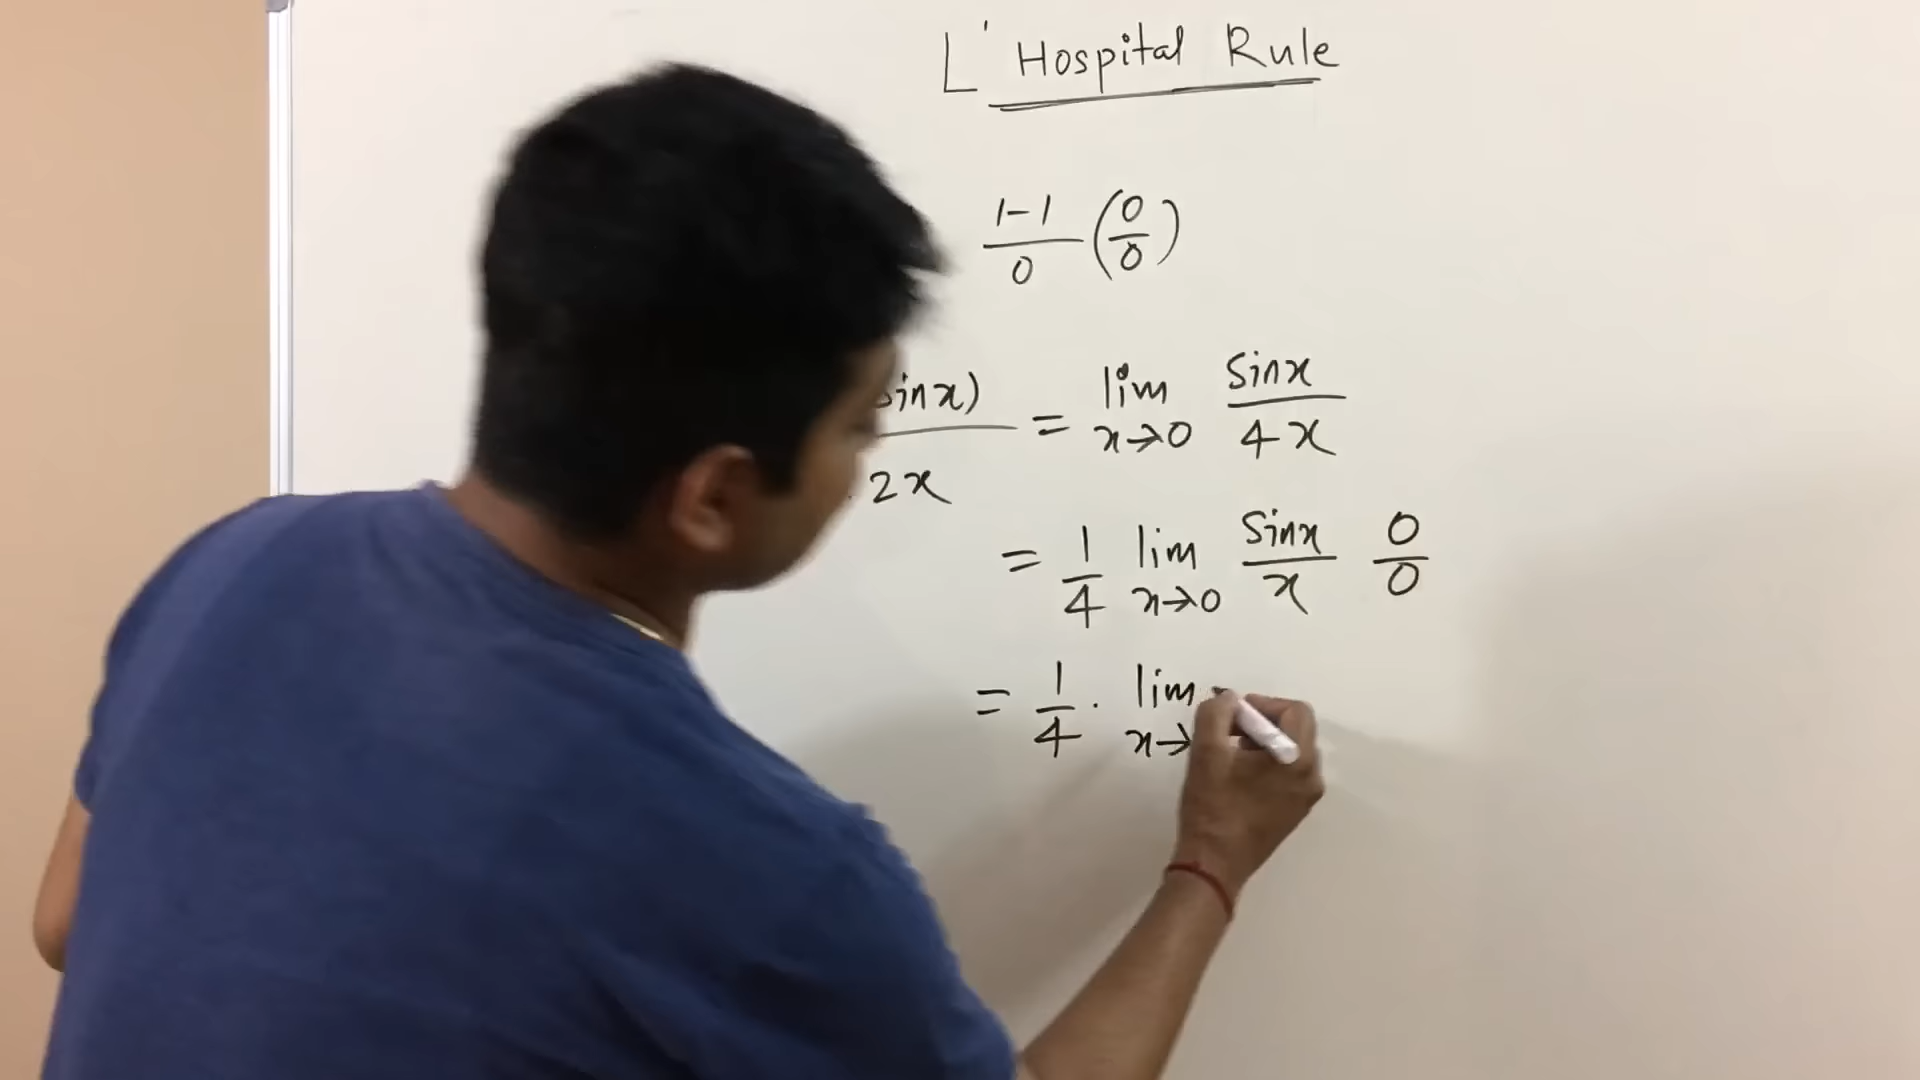 L' Hospital Rule
1-1/0 (0/0)
sinx)/2x = lim x→0 sinx/4x
= 1/4 lim x→0 sinx/x 0/0
= 1/4 . lim x→